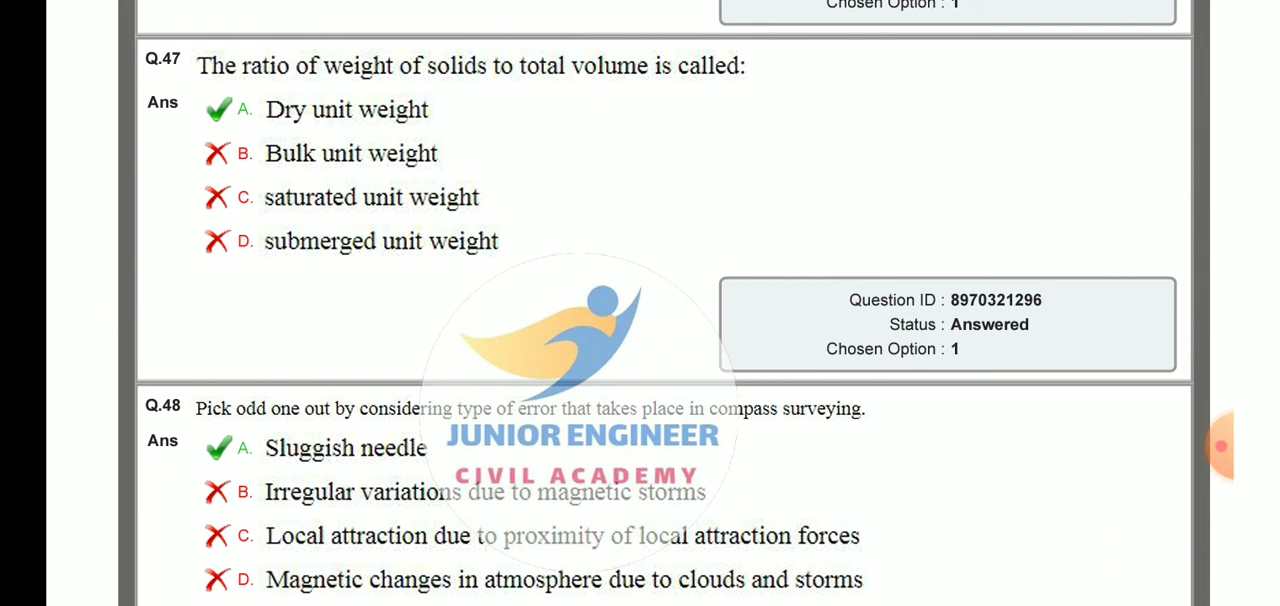 Chosen Option : 1
Q.47 The ratio of weight of solids to total volume is called:
Ans A. Dry unit weight
B. Bulk unit weight
C. saturated unit weight
D. submerged unit weight
Question ID : 8970321296
Status : Answered
Chosen Option : 1
Q.48 Pick odd one out by considering type of error that takes place in compass surveying.
JUNIOR ENGINEER
CIVIL ACADEMY
Ans A. Sluggish needle
B. Irregular variations due to magnetic storms
C. Local attraction due to proximity of local attraction forces
D. Magnetic changes in atmosphere due to clouds and storms